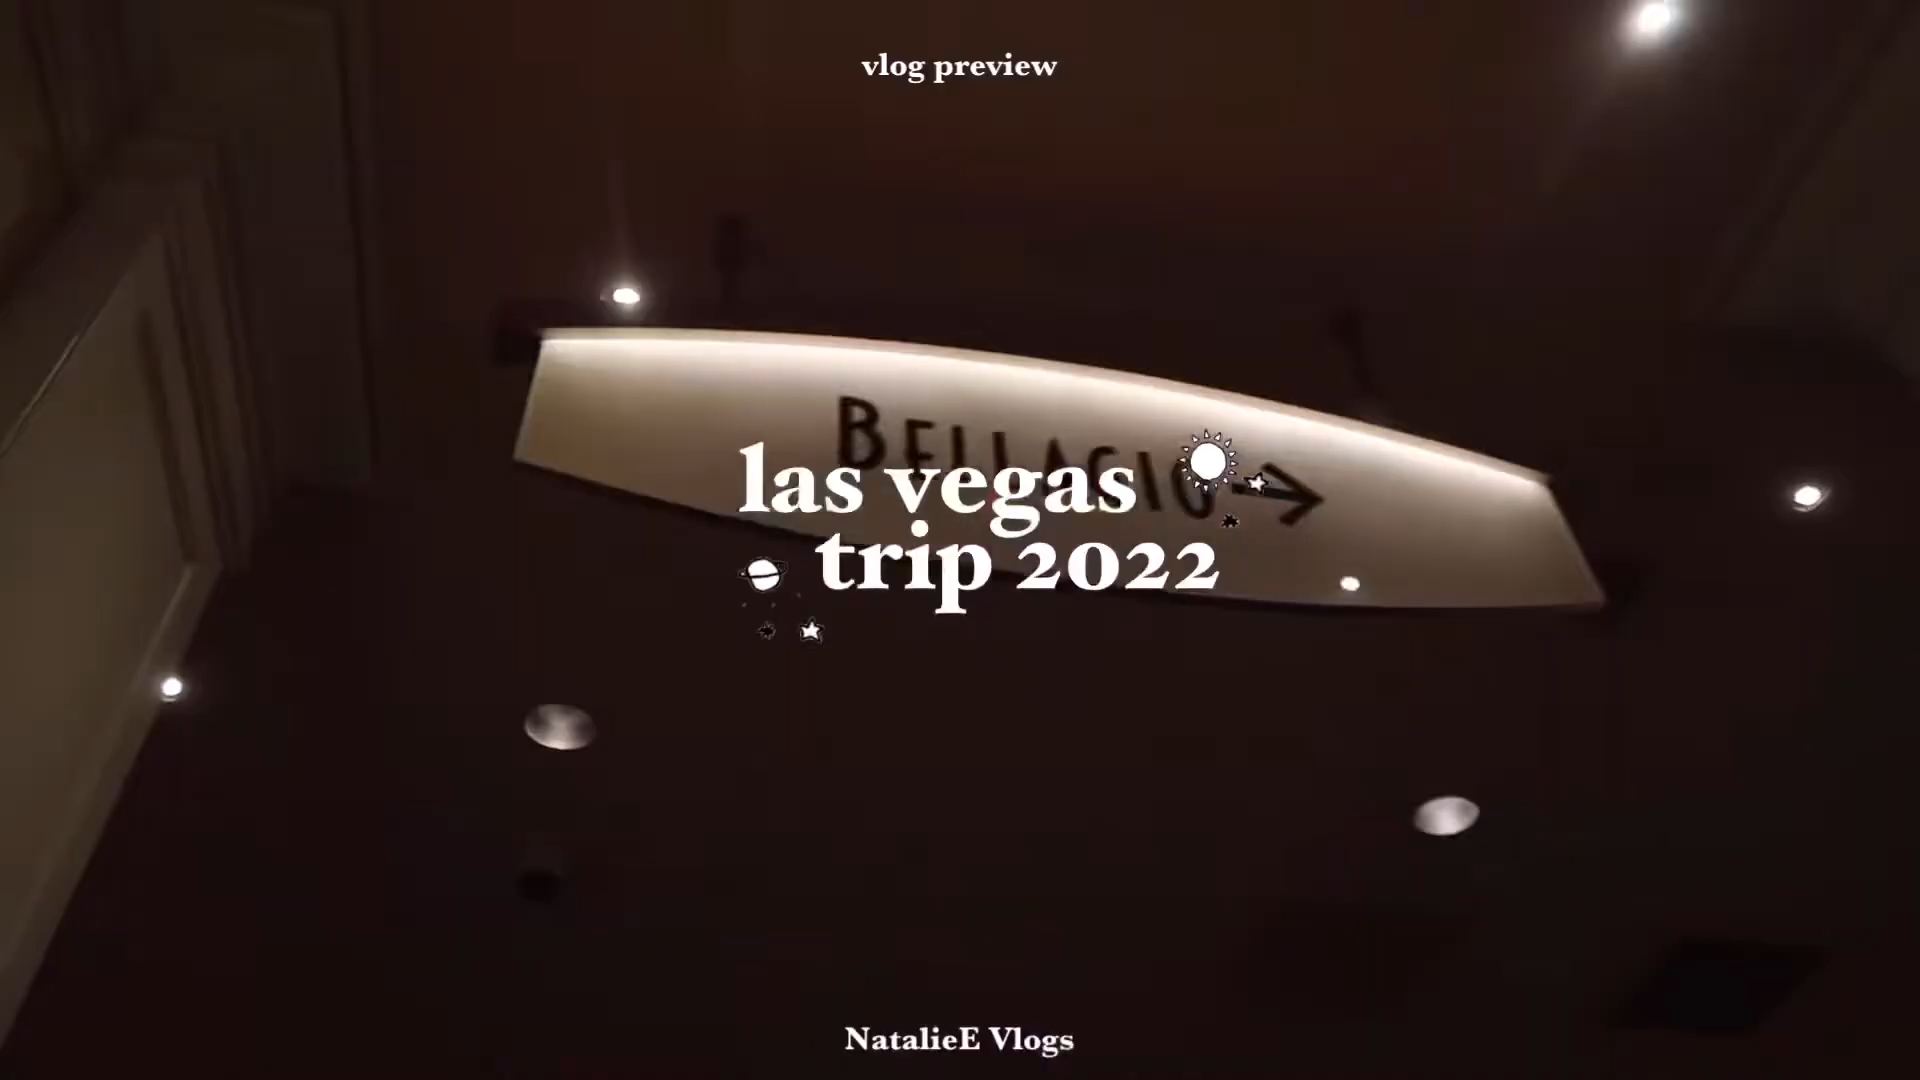 vlog preview
BELLAGIO →
las vegas
trip 2022
NatalieE Vlogs